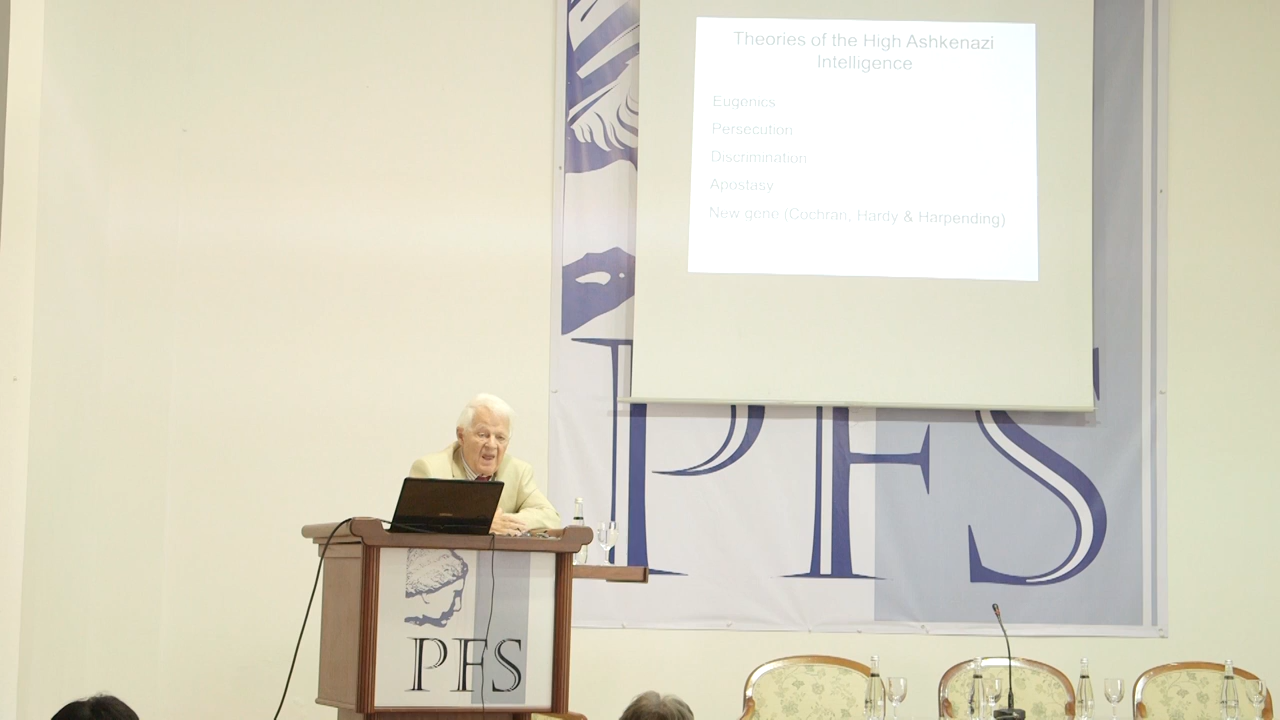 Theories of the High Ashkenazi
Intelligence
Eugenics
Persecution
Discrimination
Apostasy
New gene (Cochran, Hardy & Harpending)
PFS
PFS